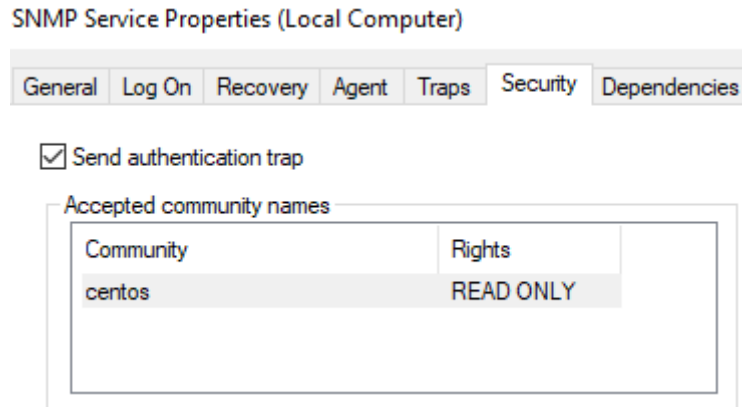 SNMP Service Properties (Local Computer)
General Log On Recovery Agent Traps Security Dependencies
Send authentication trap
Accepted community names
Community Rights
centos READ ONLY